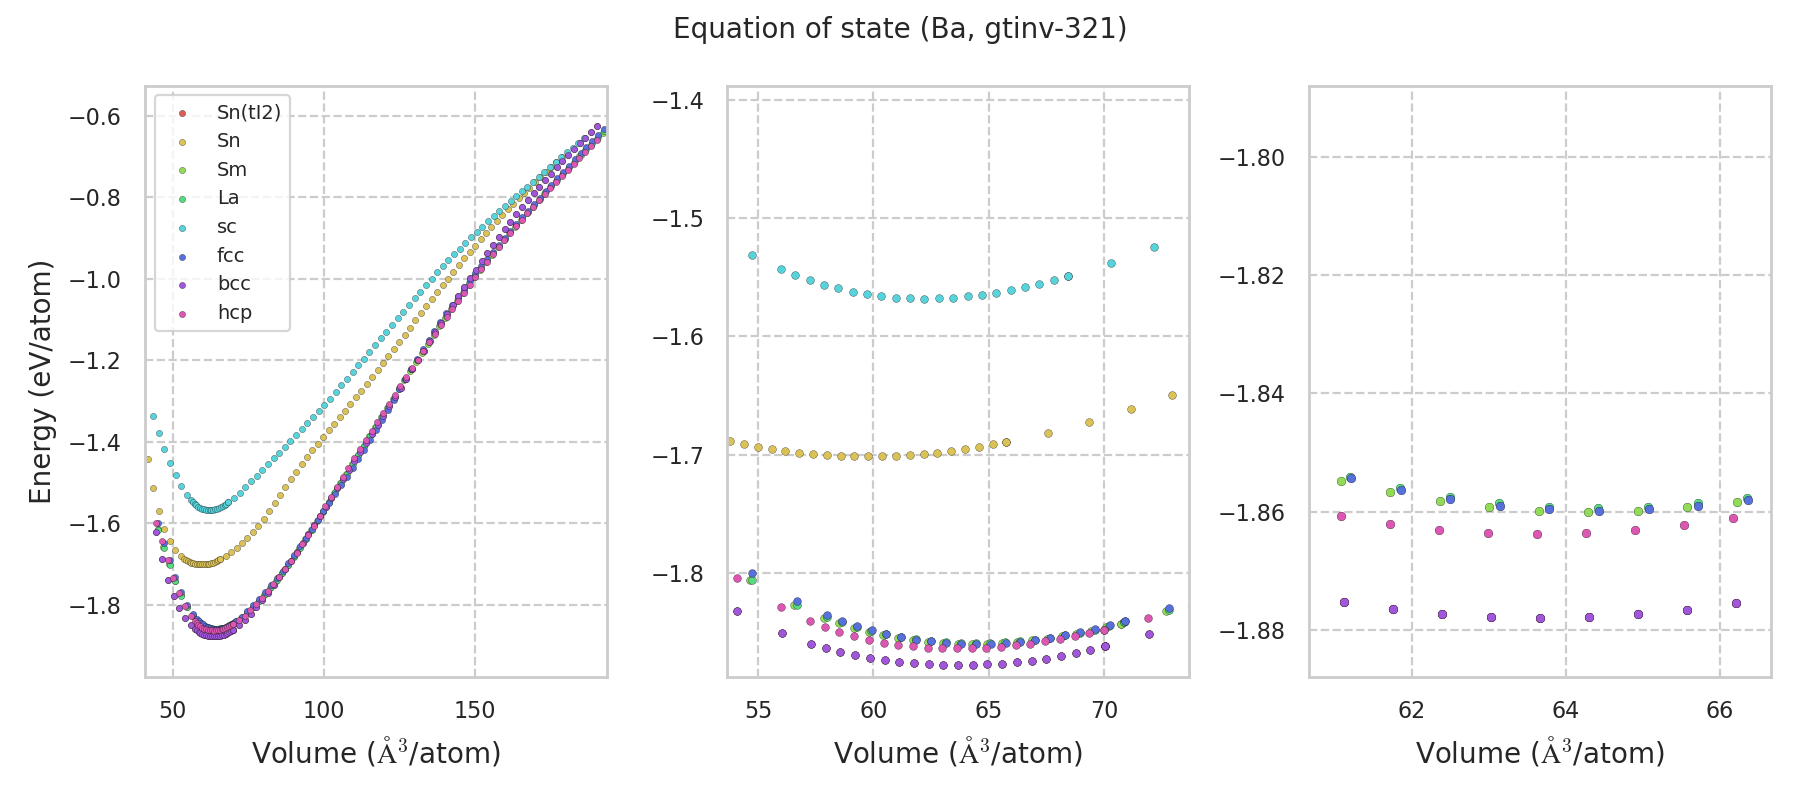 Equation of state (Ba, gtinv-321)
Energy (eV/atom)
−0.6
−0.8
−1.0
−1.2
−1.4
−1.6
−1.8
Sn(tI2)
Sn
Sm
La
sc
fcc
bcc
hcp
50 100 150
Volume (Å³/atom)
−1.4
−1.5
−1.6
−1.7
−1.8
55 60 65 70
Volume (Å³/atom)
−1.80
−1.82
−1.84
−1.86
−1.88
62 64 66
Volume (Å³/atom)